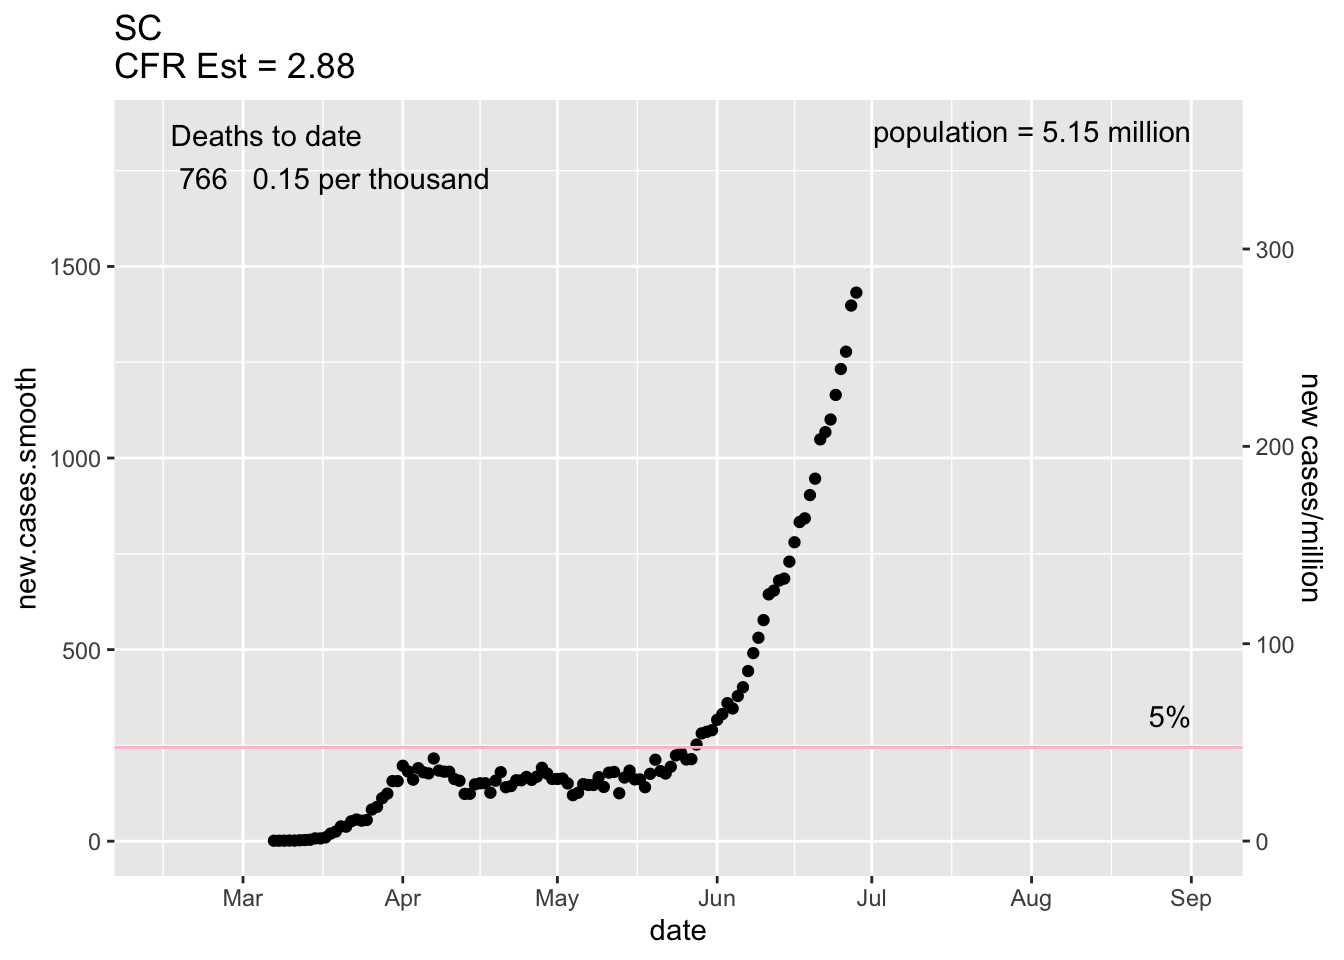 SC
CFR Est = 2.88
Deaths to date
766 0.15 per thousand
population = 5.15 million
1500
1000
500
0
new.cases.smooth
300
200
100
0
new cases/million
5%
Mar Apr May Jun Jul Aug Sep
date